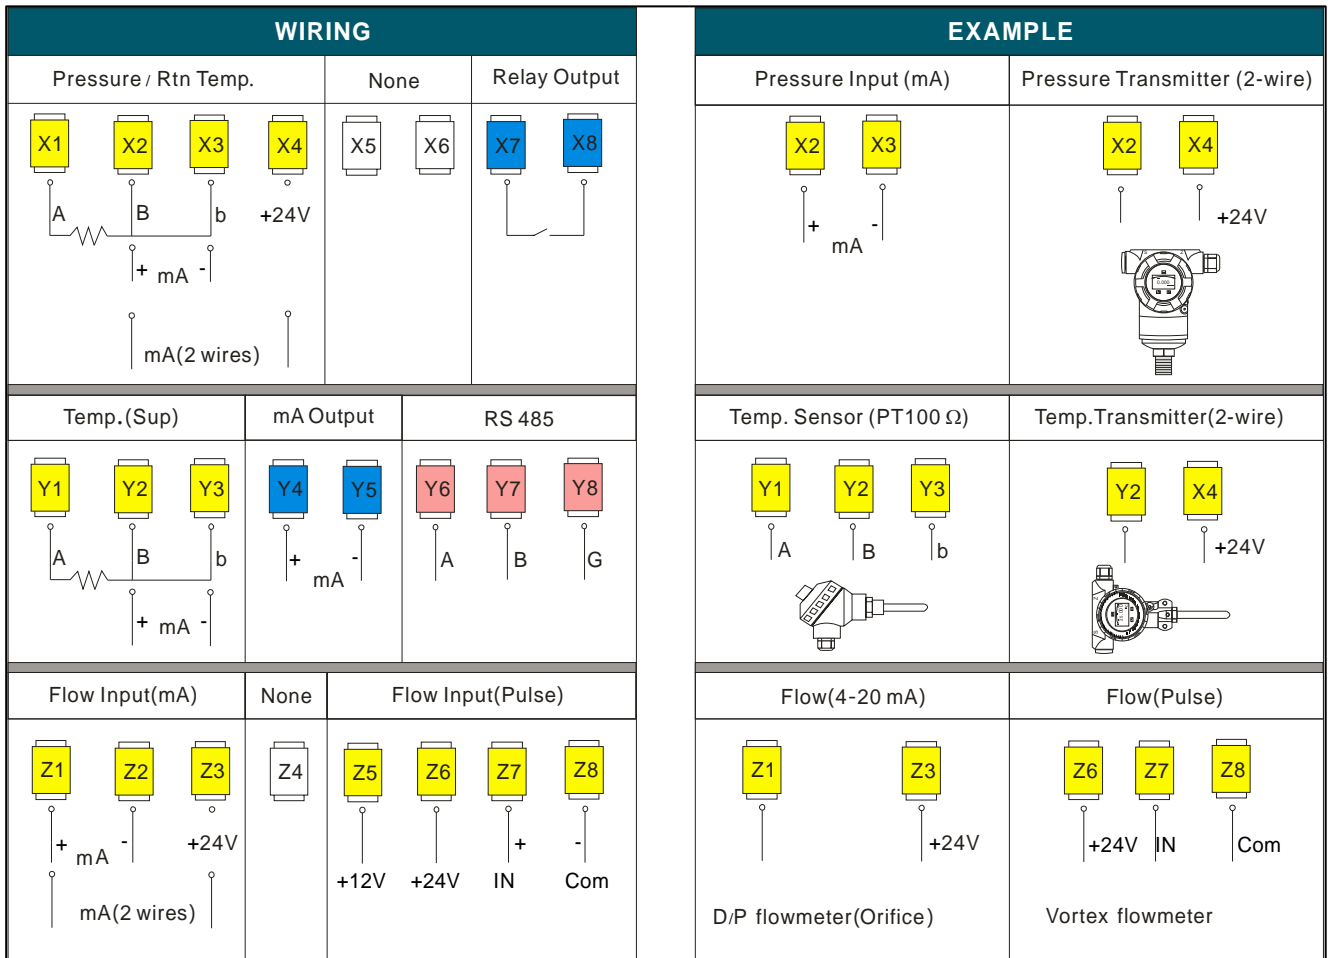 WIRING
EXAMPLE
Pressure / Rtn Temp.
None
Relay Output
Pressure Input (mA)
Pressure Transmitter (2-wire)
X1 X2 X3 X4 X5 X6 X7 X8
X2 X3
X2 X4
A B b +24V
+ mA -
mA(2 wires)
+ - mA
+24V
0.000
Temp.(Sup)
mA Output
RS 485
Temp. Sensor (PT100 Ω)
Temp.Transmitter(2-wire)
Y1 Y2 Y3 Y4 Y5 Y6 Y7 Y8
Y1 Y2 Y3
Y2 X4
A B b
+ mA -
+ mA -
A B G
A B b
+24V
Flow Input(mA)
None
Flow Input(Pulse)
Flow(4-20 mA)
Flow(Pulse)
Z1 Z2 Z3 Z4 Z5 Z6 Z7 Z8
Z1 Z3
Z6 Z7 Z8
+ mA - +24V
mA(2 wires)
+ -
+12V +24V IN Com
+24V
+24V IN Com
D/P flowmeter(Orifice)
Vortex flowmeter